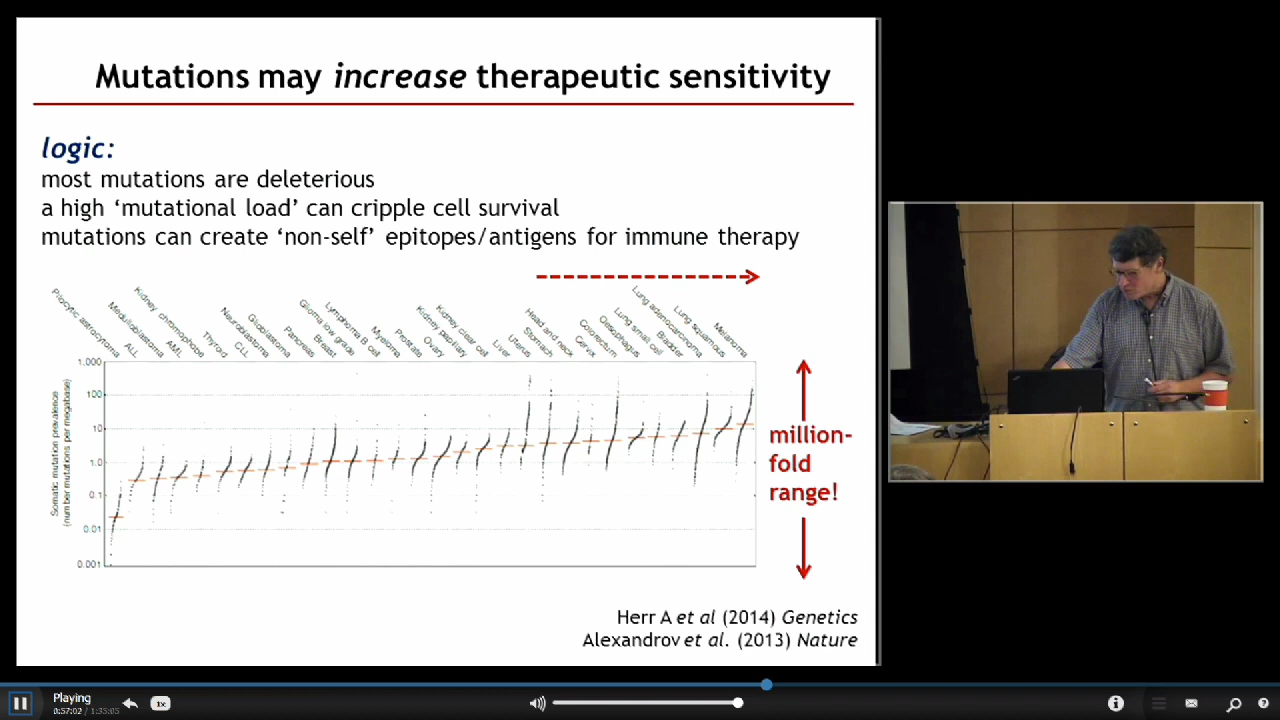 Mutations may increase therapeutic sensitivity
logic:
most mutations are deleterious
a high ‘mutational load’ can cripple cell survival
mutations can create ‘non-self’ epitopes/antigens for immune therapy
Pilocytic astrocytoma
ALL
Medulloblastoma
AML
Kidney chromophobe
Thyroid
CLL
Neuroblastoma
Glioblastoma
Pancreas
Breast
Glioma low grade
Lymphoma B cell
Myeloma
Prostate
Ovary
Kidney papillary
Kidney clear cell
Liver
Uterus
Stomach
Head and neck
Cervix
Colorectum
Oesophagus
Lung small cell
Bladder
Lung adenocarcinoma
Lung squamous
Melanoma
Somatic mutation prevalence
(number mutations per megabase)
1,000
100
10
1.0
0.1
0.01
0.001
million-
fold
range!
Herr A et al (2014) Genetics
Alexandrov et al. (2013) Nature
Playing
0:57:02 / 1:35:05
1x